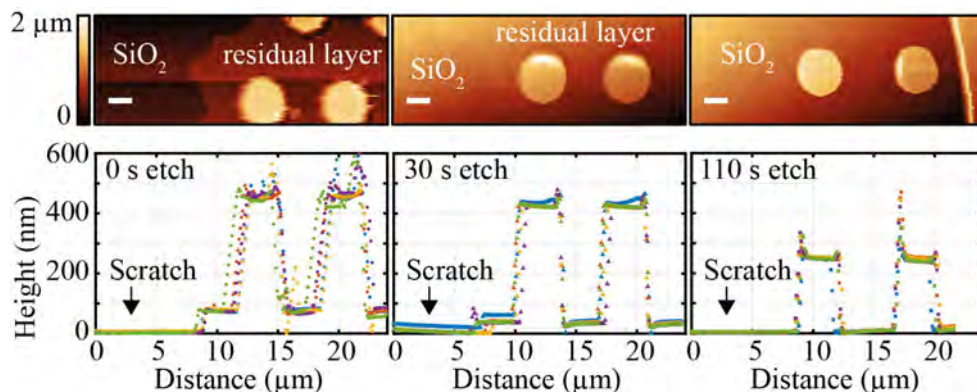 2 µm
0
SiO₂
residual layer
SiO₂
residual layer
SiO₂
Height (nm)
600
400
200
0
0 s etch
Scratch
0 5 10 15 20
Distance (µm)
30 s etch
Scratch
0 5 10 15 20
Distance (µm)
110 s etch
Scratch
0 5 10 15 20
Distance (µm)